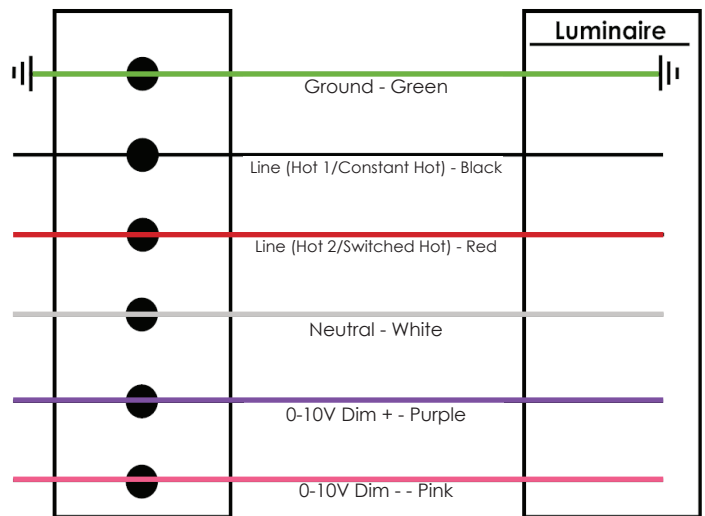 Luminaire
Ground - Green
Line (Hot 1/Constant Hot) - Black
Line (Hot 2/Switched Hot) - Red
Neutral - White
0-10V Dim + - Purple
0-10V Dim - - Pink